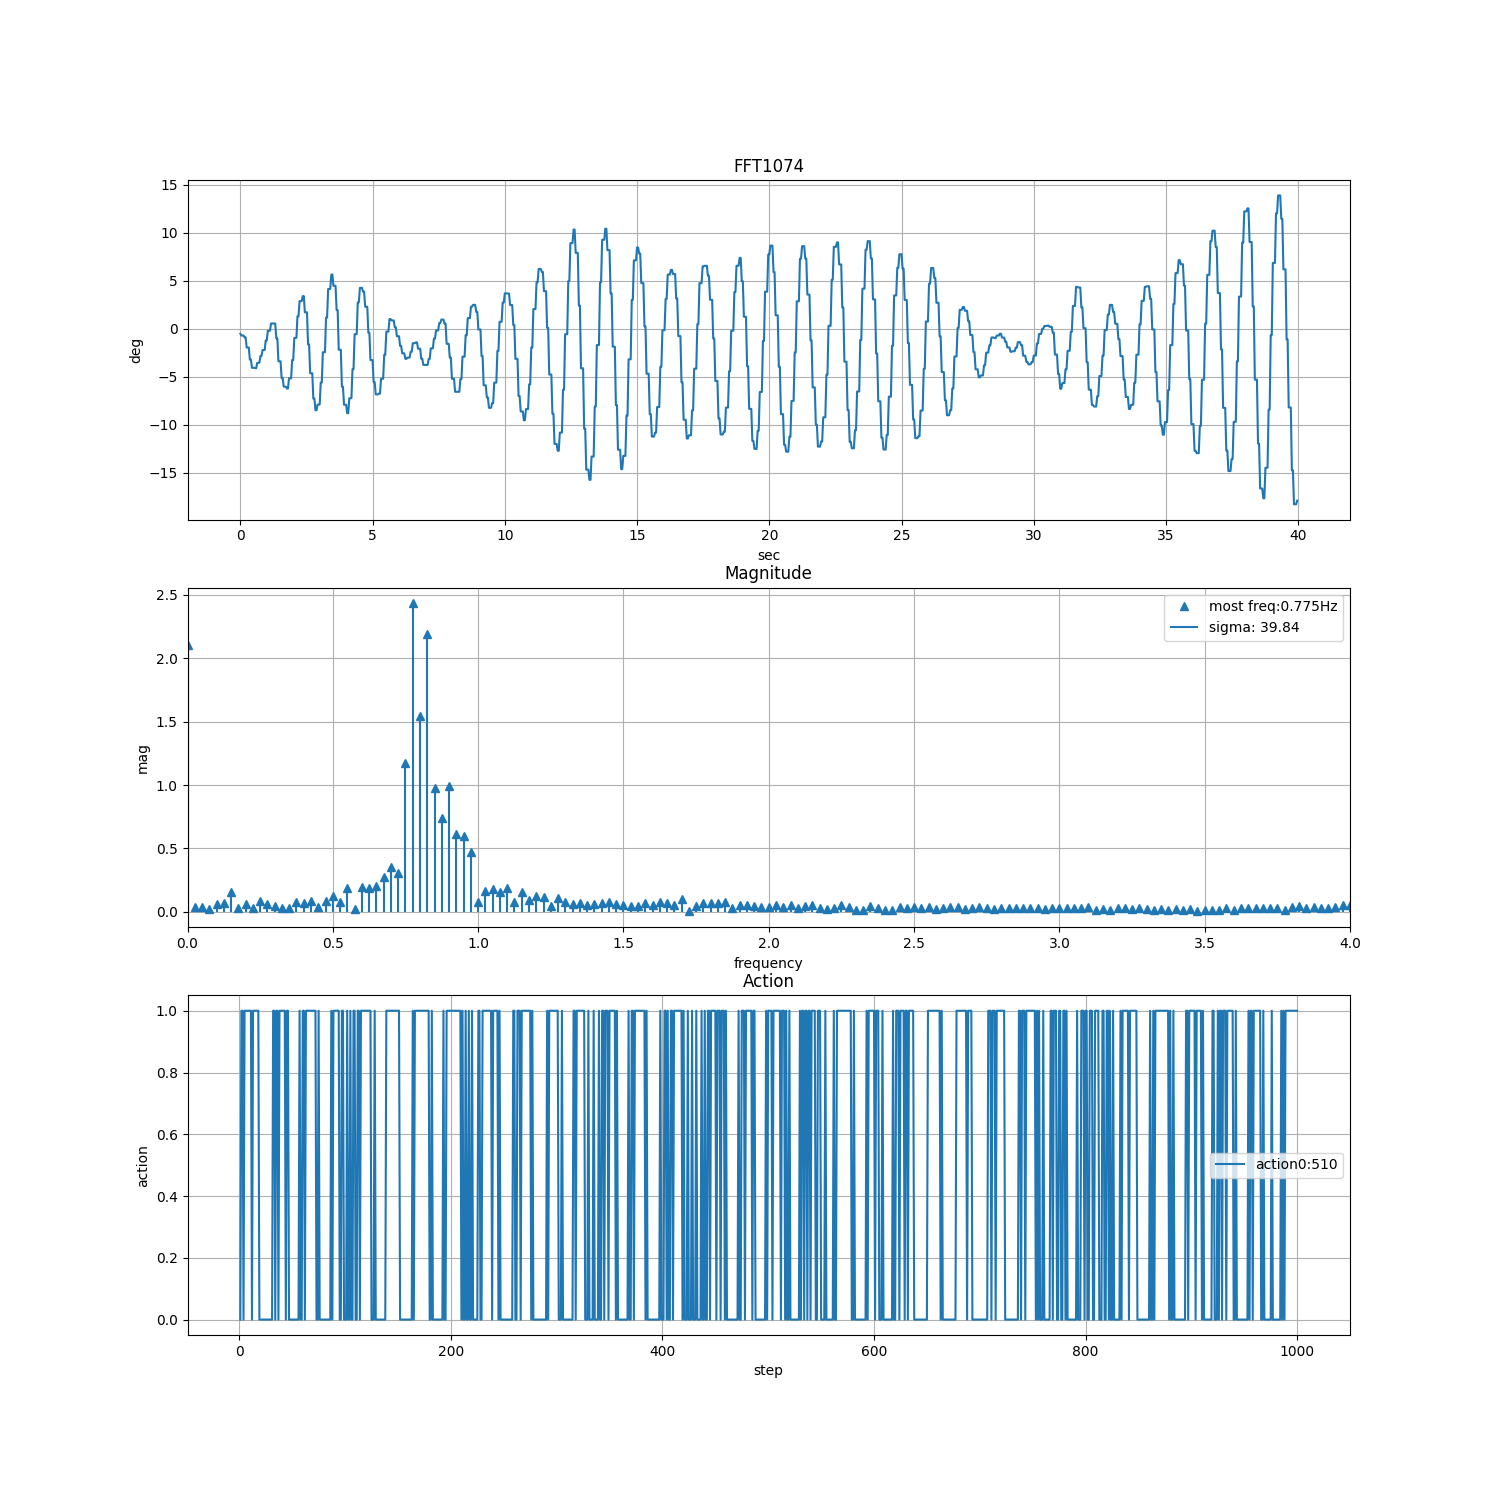 FFT1074
15
10
5
0
−5
−10
−15
deg
0 5 10 15 20 25 30 35 40
sec
Magnitude
2.5
2.0
1.5
1.0
0.5
0.0
mag
most freq:0.775Hz
sigma: 39.84
0.0 0.5 1.0 1.5 2.0 2.5 3.0 3.5 4.0
frequency
Action
1.0
0.8
0.6
0.4
0.2
0.0
action
action0:510
0 200 400 600 800 1000
step